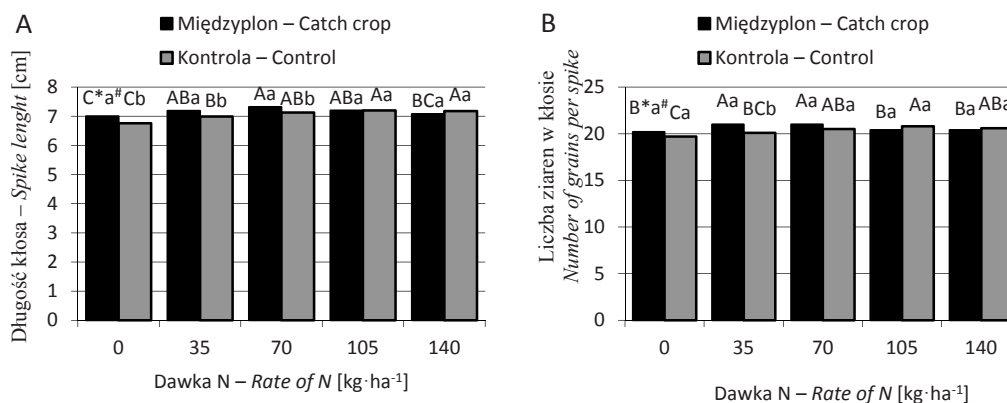 A
Międzyplon – Catch crop
Kontrola – Control
Długość kłosa – Spike lenght [cm]
8
7
6
5
4
3
2
1
0
C*a# Cb ABa Bb Aa ABb ABa Aa BCa Aa
0 35 70 105 140
Dawka N – Rate of N [kg·ha-1]
B
Międzyplon – Catch crop
Kontrola – Control
Liczba ziaren w kłosie
Number of grains per spike
25
20
15
10
5
0
B*a# Ca Aa BCb Aa ABa Ba Aa Ba ABa
0 35 70 105 140
Dawka N – Rate of N [kg·ha-1]